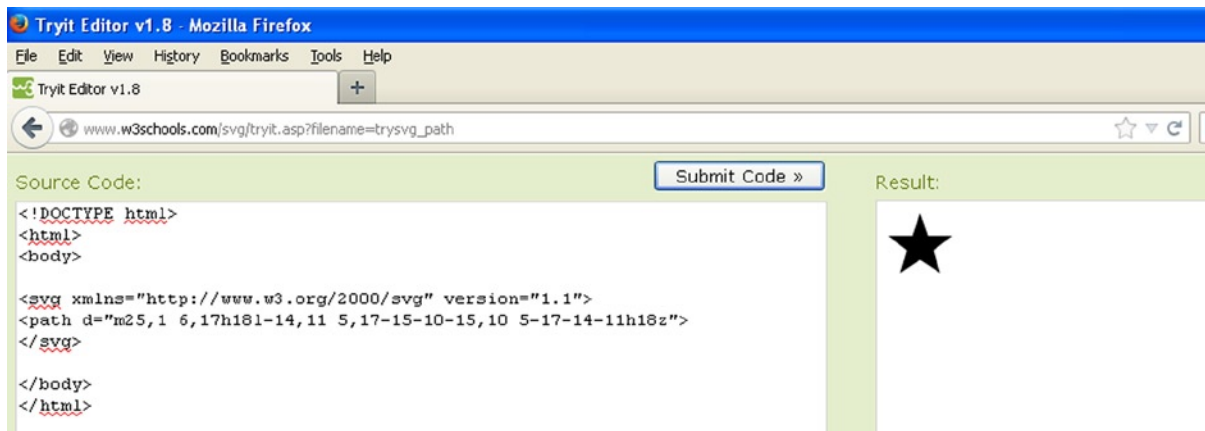 Tryit Editor v1.8 - Mozilla Firefox
File Edit View History Bookmarks Tools Help
Tryit Editor v1.8 +
www.w3schools.com/svg/tryit.asp?filename=trysvg_path
Source Code:
Submit Code »
Result:
<!DOCTYPE html>
<html>
<body>
<svg xmlns="http://www.w3.org/2000/svg" version="1.1">
<path d="m25,1 6,17h18l-14,11 5,17-15-10-15,10 5-17-14-11h18z">
</svg>
</body>
</html>